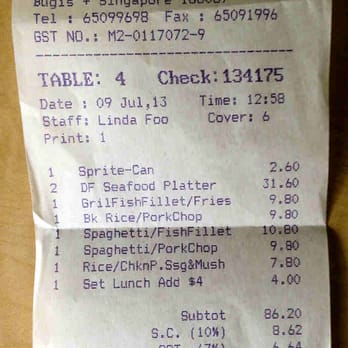 Bugis + Singapore 188067
Tel : 65099698 Fax : 65091996
GST NO.: M2-0117072-9
--------------------------------
TABLE: 4 Check:134175
Date : 09 Jul,13 Time: 12:58
Staff: Linda Foo Cover: 6
Print: 1
1 Sprite-Can 2.60
2 DF Seafood Platter 31.60
1 GrilFishFillet/Fries 9.80
1 Bk Rice/PorkChop 9.80
1 Spaghetti/FishFillet 10.80
1 Spaghetti/PorkChop 9.80
1 Rice/ChknP.Ssg&Mush 7.80
1 Set Lunch Add $4 4.00
Subtot 86.20
S.C. (10%) 8.62
GST (7%) 6.64